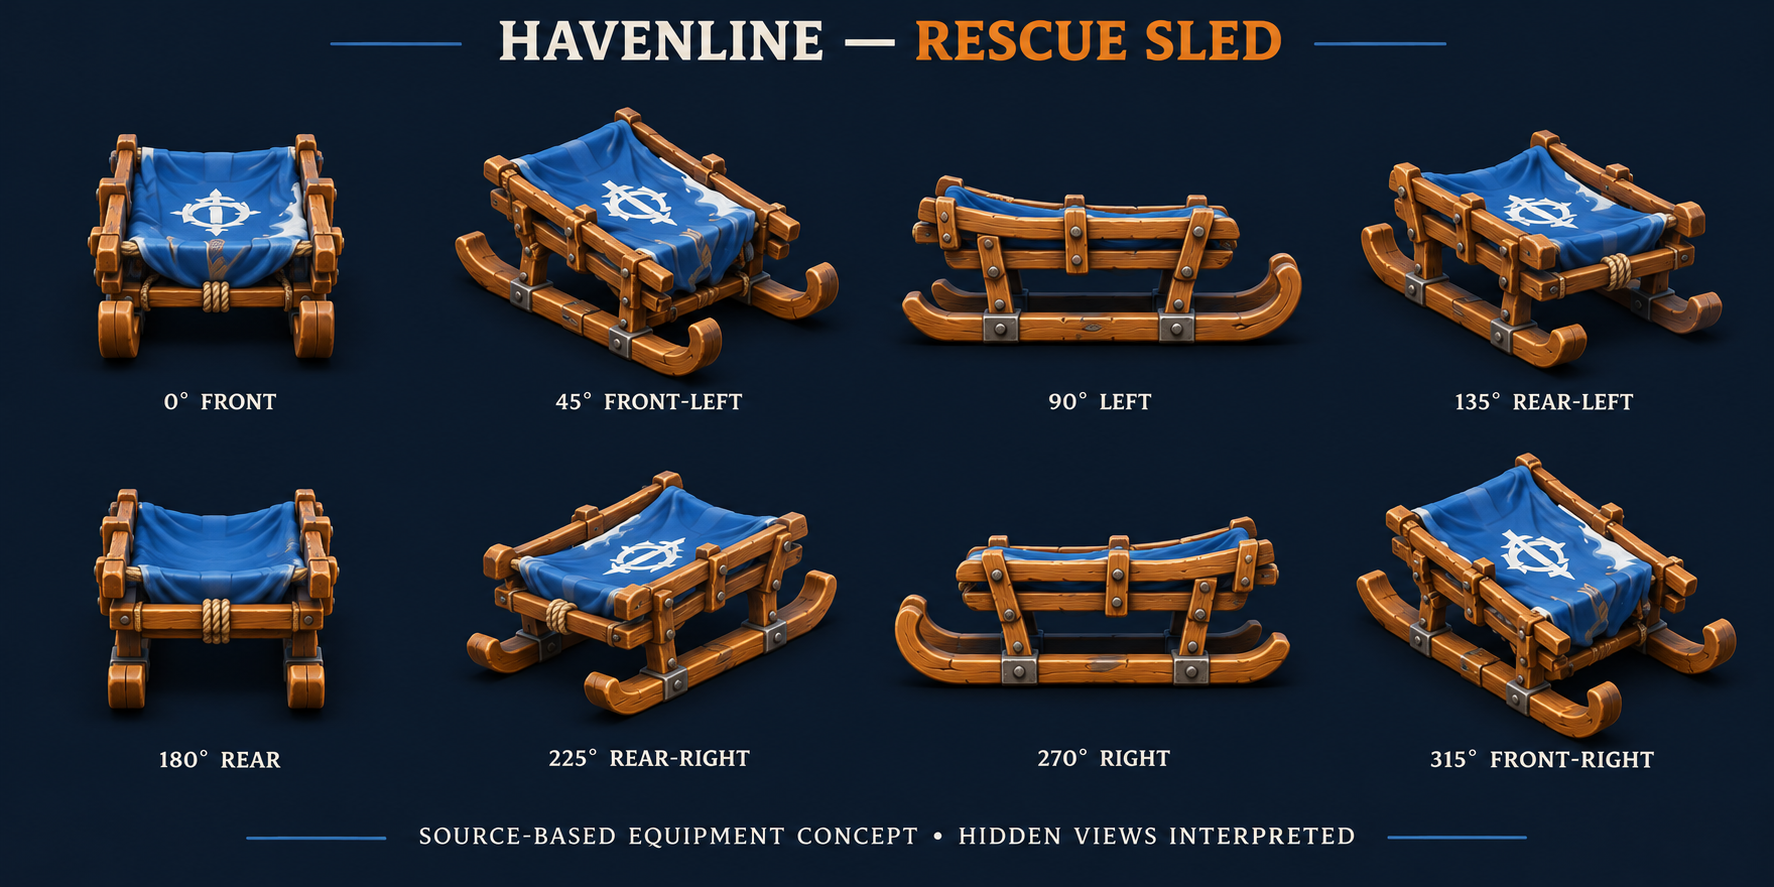 HAVENLINE — RESCUE SLED
0° FRONT
45° FRONT-LEFT
90° LEFT
135° REAR-LEFT
180° REAR
225° REAR-RIGHT
270° RIGHT
315° FRONT-RIGHT
SOURCE-BASED EQUIPMENT CONCEPT • HIDDEN VIEWS INTERPRETED